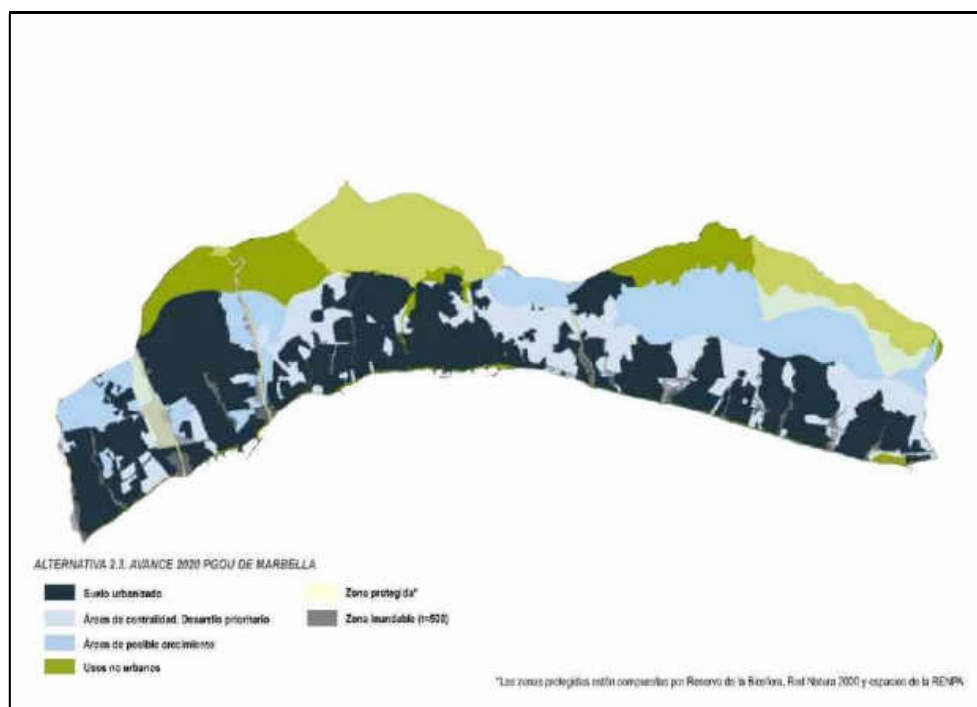 ALTERNATIVA 2.3. AVANCE 2020 PGOU DE MARBELLA
Suelo urbanizado
Áreas de centralidad. Desarrollo prioritario
Áreas de posible crecimiento
Usos no urbanos
Zona protegida*
Zona inundable (t=500)
*Las zonas protegidas están compuestas por Reserva de la Biosfera, Red Natura 2000 y espacios de la RENPA